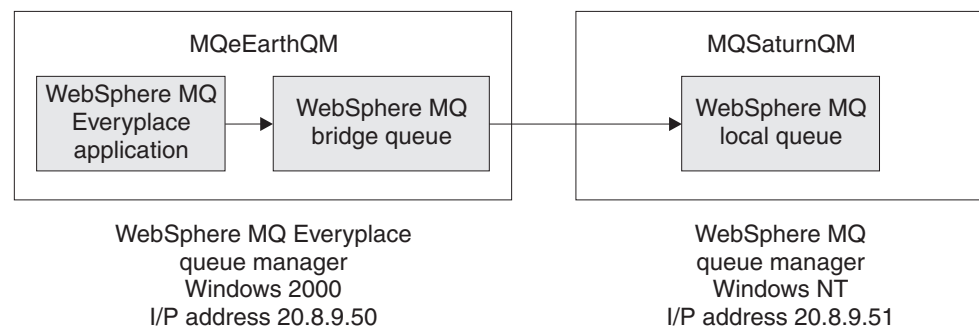 MQeEarthQM
WebSphere MQ
Everyplace
application
WebSphere MQ
bridge queue
WebSphere MQ Everyplace
queue manager
Windows 2000
I/P address 20.8.9.50
MQSaturnQM
WebSphere MQ
local queue
WebSphere MQ
queue manager
Windows NT
I/P address 20.8.9.51